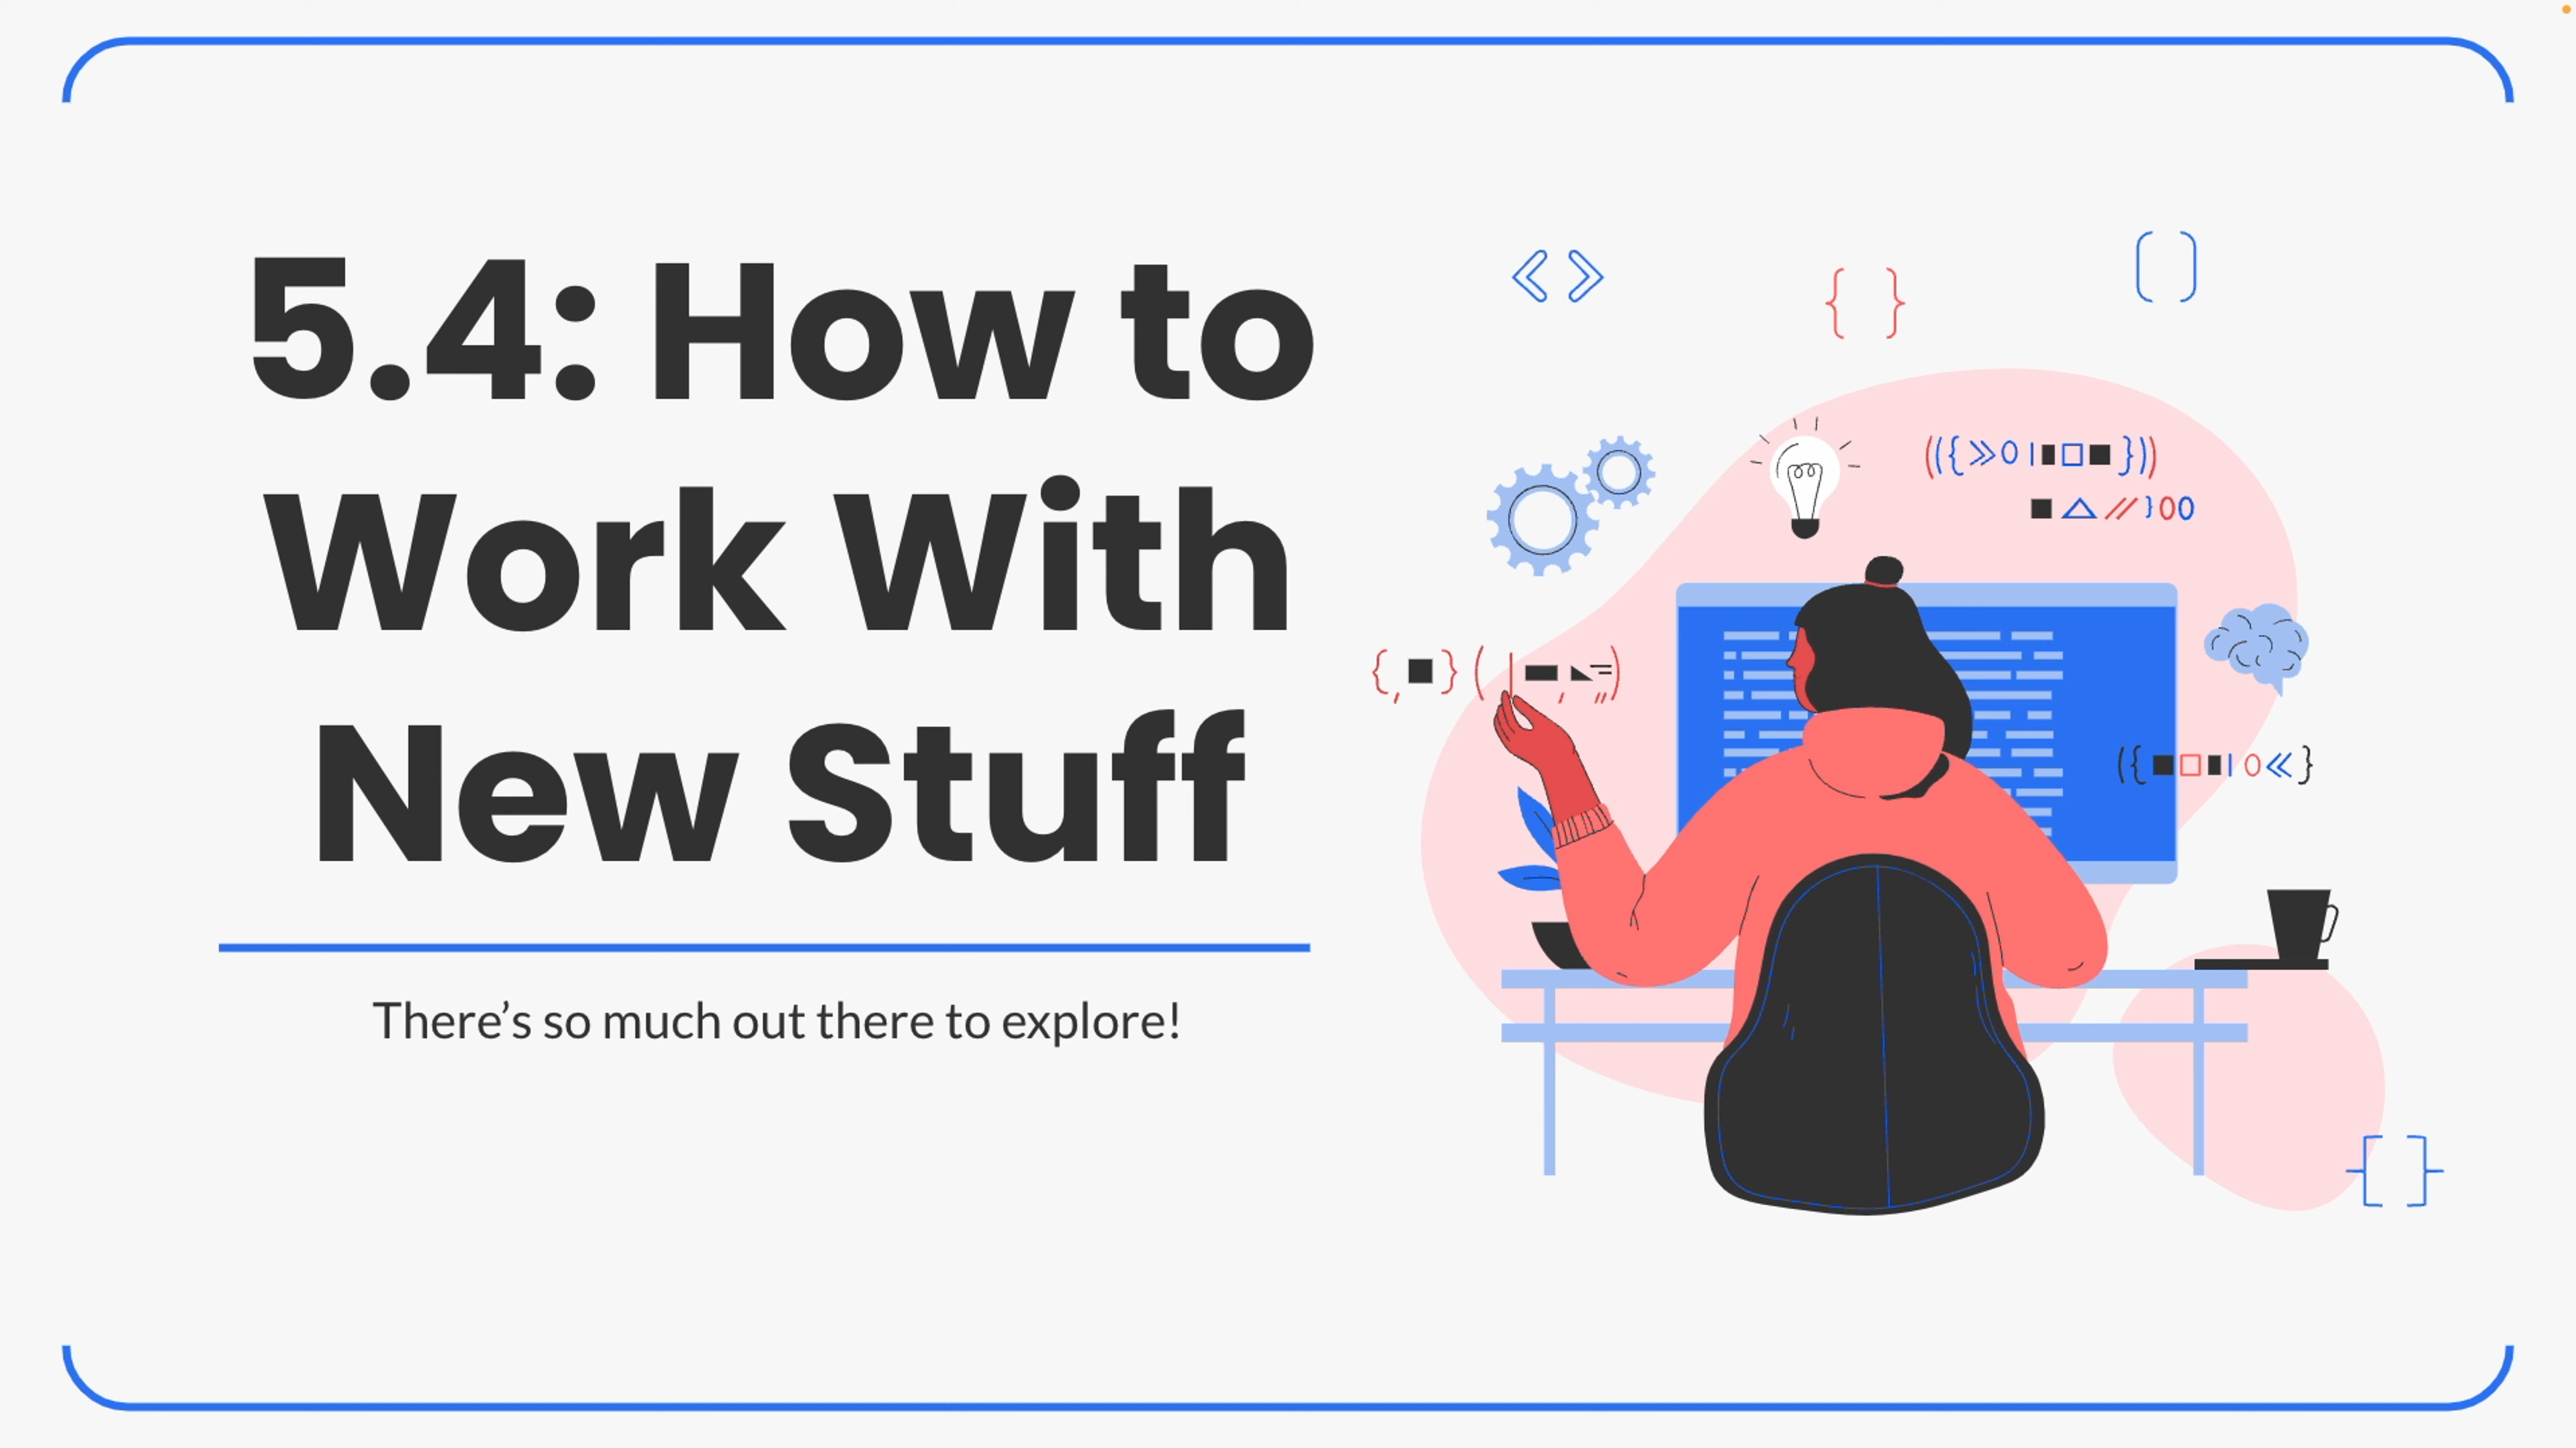 5.4: How to
Work With
New Stuff
There’s so much out there to explore!